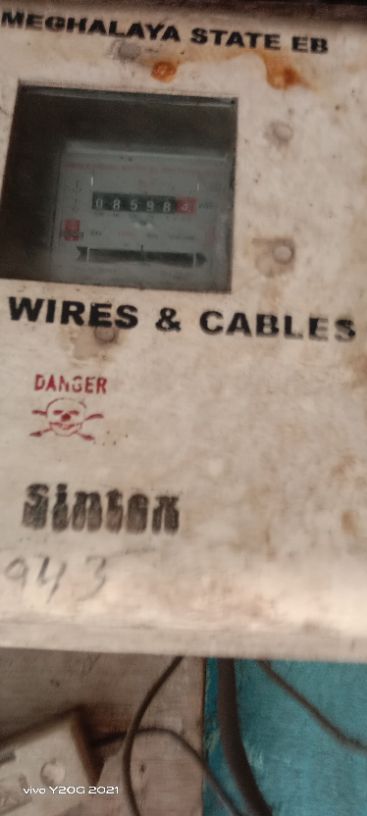 MEGHALAYA STATE EB
08598
WIRES & CABLES
DANGER
Sintex
943
vivo Y20G 2021